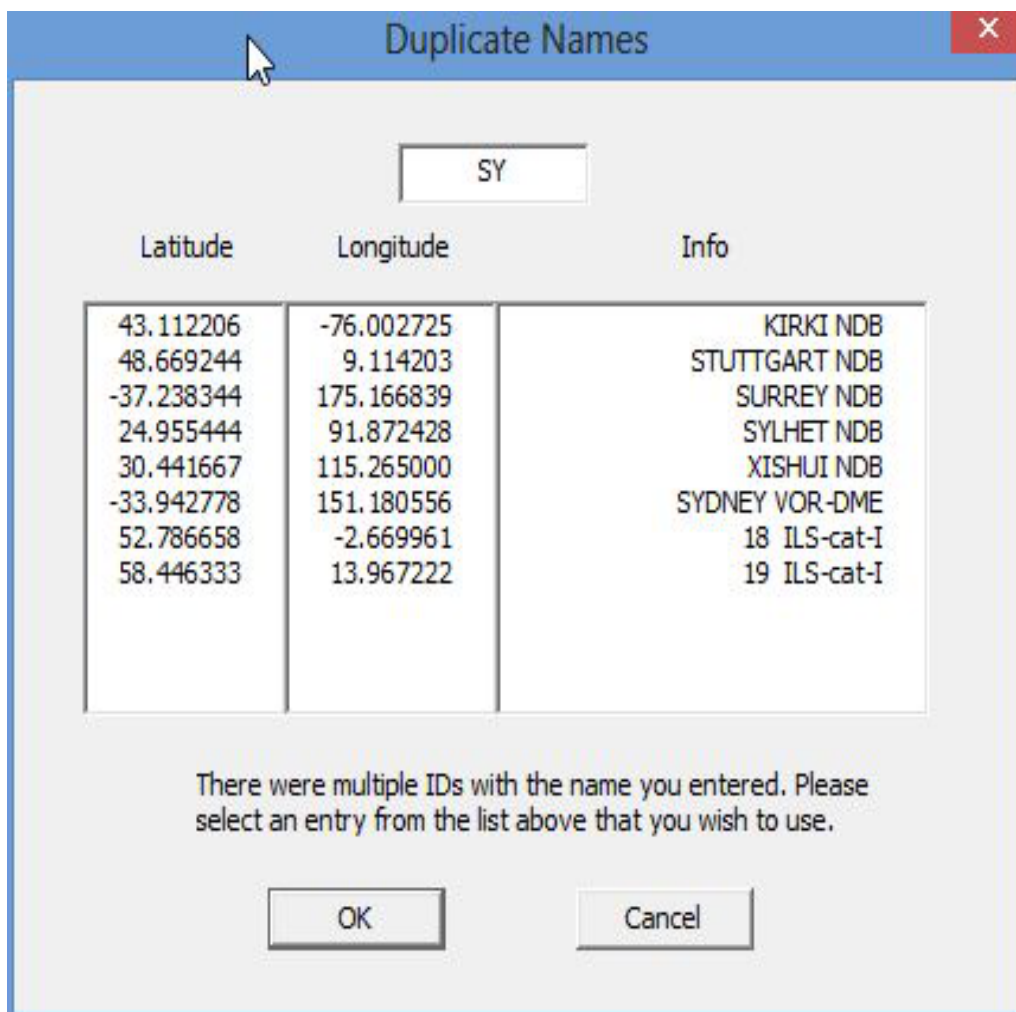 Duplicate Names
X
SY
Latitude Longitude Info
43.112206 -76.002725 KIRKI NDB
48.669244 9.114203 STUTTGART NDB
-37.238344 175.166839 SURREY NDB
24.955444 91.872428 SYLHET NDB
30.441667 115.265000 XISHUI NDB
-33.942778 151.180556 SYDNEY VOR-DME
52.786658 -2.669961 18 ILS-cat-I
58.446333 13.967222 19 ILS-cat-I
There were multiple IDs with the name you entered. Please
select an entry from the list above that you wish to use.
OK Cancel